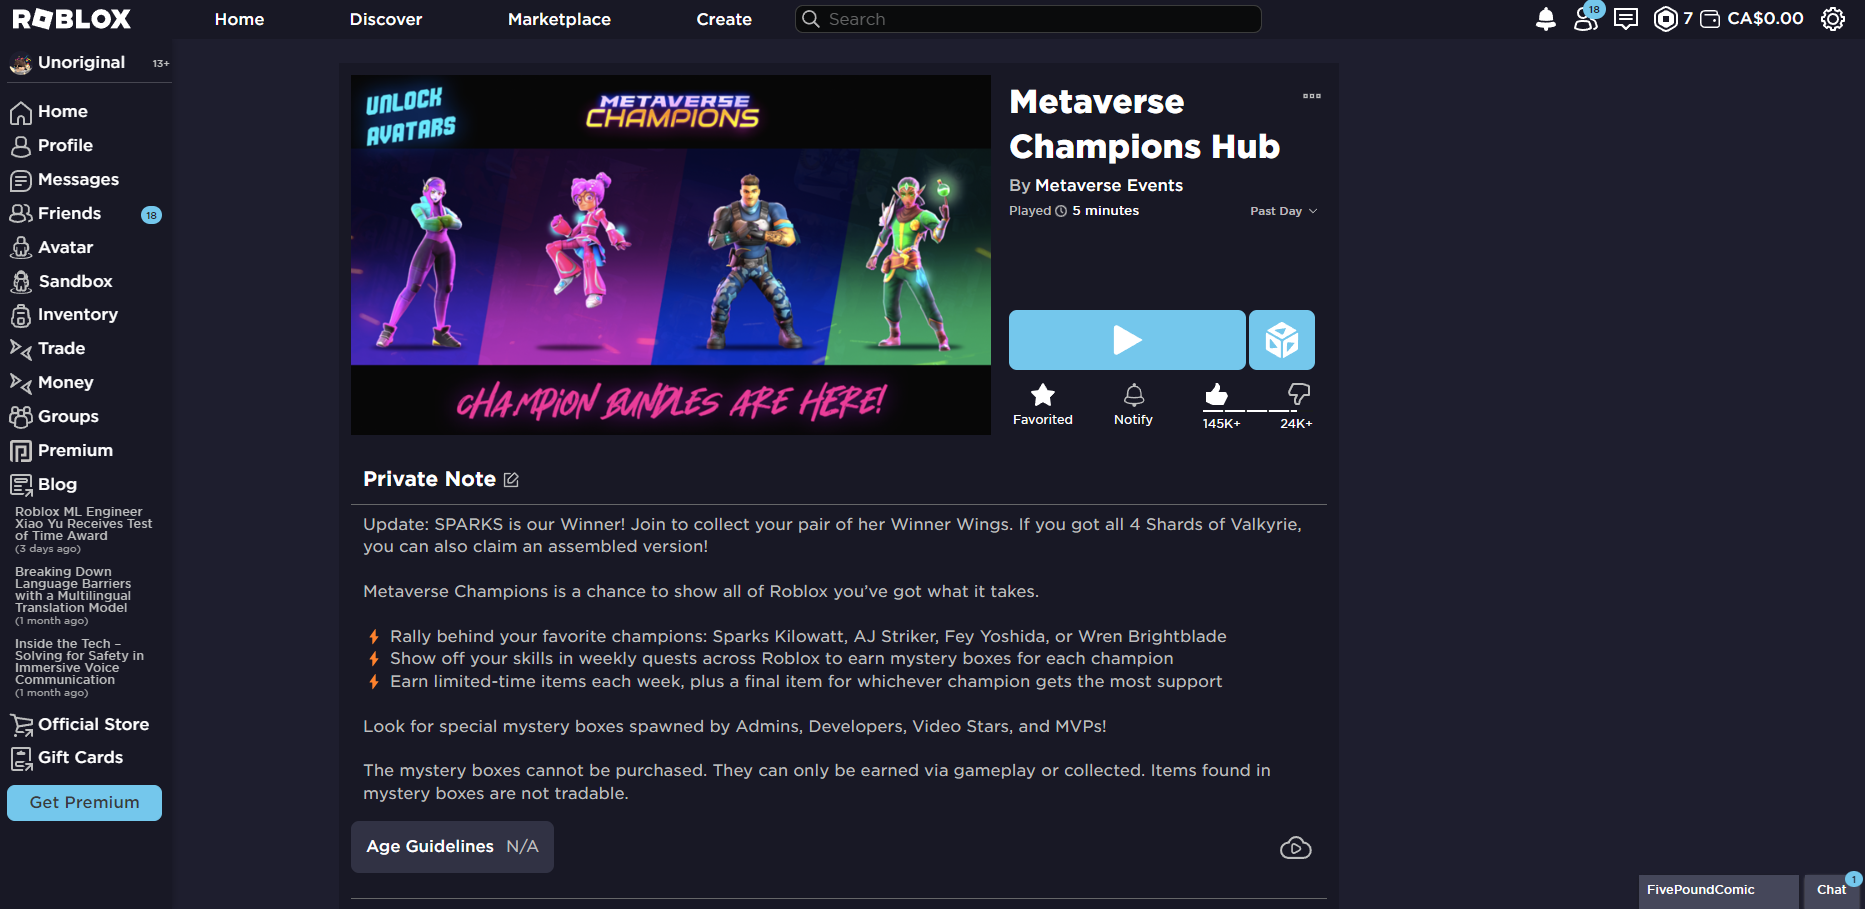 ROBLOX
Home
Discover
Marketplace
Create
Search
18
7
CA$0.00
Unoriginal
13+
Home
Profile
Messages
Friends
18
Avatar
Sandbox
Inventory
Trade
Money
Groups
Premium
Blog
Roblox ML Engineer
Xiao Yu Receives Test
of Time Award
(3 days ago)
Breaking Down
Language Barriers
with a Multilingual
Translation Model
(1 month ago)
Inside the Tech –
Solving for Safety in
Immersive Voice
Communication
(1 month ago)
Official Store
Gift Cards
Get Premium
UNLOCK
AVATARS
METAVERSE
CHAMPIONS
CHAMPION BUNDLES ARE HERE!
Metaverse
Champions Hub
By Metaverse Events
Played 5 minutes
Past Day
Favorited
Notify
145K+
24K+
Private Note
Update: SPARKS is our Winner! Join to collect your pair of her Winner Wings. If you got all 4 Shards of Valkyrie,
you can also claim an assembled version!
Metaverse Champions is a chance to show all of Roblox you’ve got what it takes.
Rally behind your favorite champions: Sparks Kilowatt, AJ Striker, Fey Yoshida, or Wren Brightblade
Show off your skills in weekly quests across Roblox to earn mystery boxes for each champion
Earn limited-time items each week, plus a final item for whichever champion gets the most support
Look for special mystery boxes spawned by Admins, Developers, Video Stars, and MVPs!
The mystery boxes cannot be purchased. They can only be earned via gameplay or collected. Items found in
mystery boxes are not tradable.
Age Guidelines N/A
FivePoundComic
Chat
1